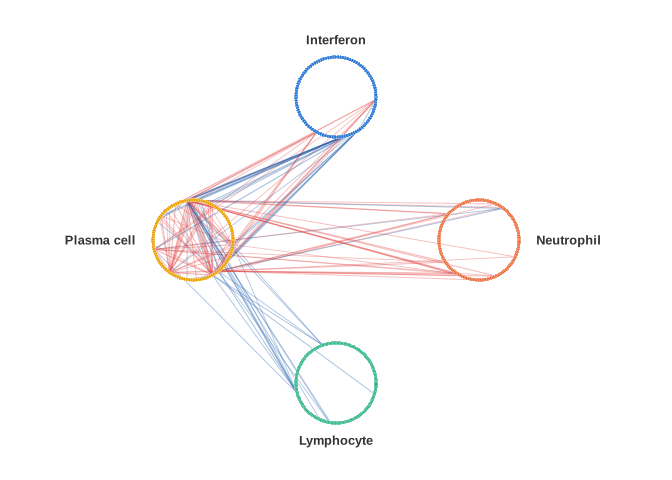 Interferon
Plasma cell
Neutrophil
Lymphocyte